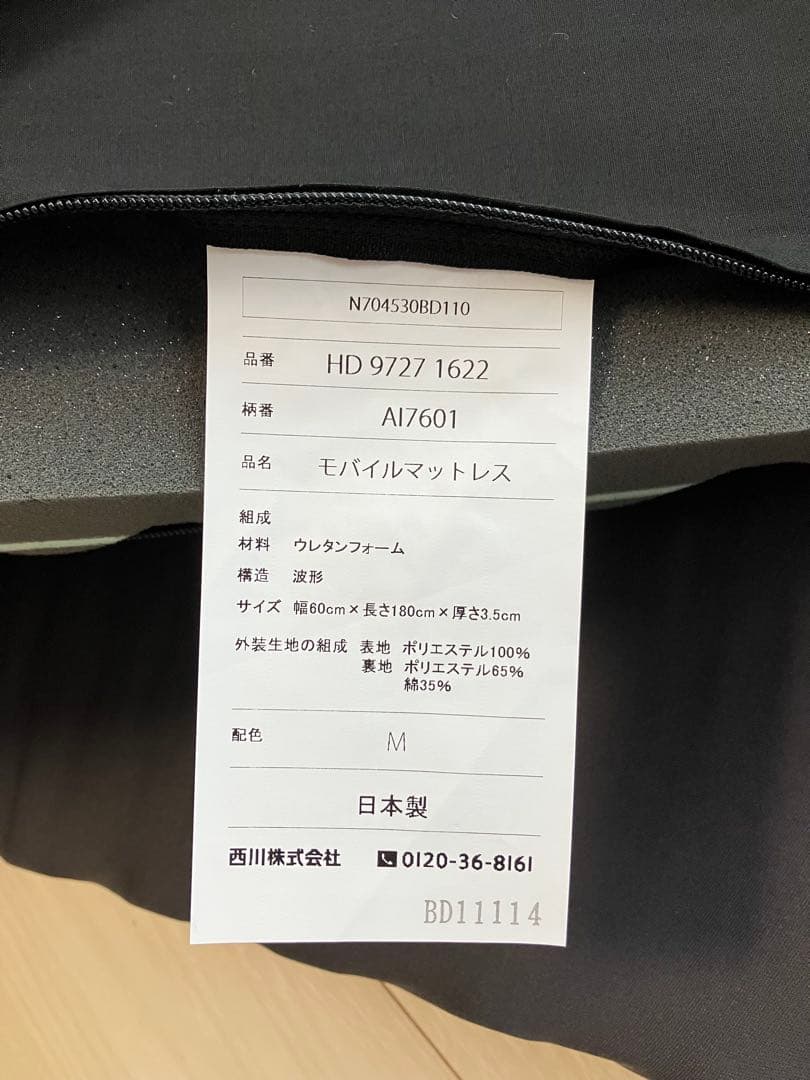 N704530BD110
品番 HD 9727 1622
柄番 AI7601
品名 モバイルマットレス
組成
材料 ウレタンフォーム
構造 波形
サイズ 幅60cm×長さ180cm×厚さ3.5cm
外装生地の組成 表地 ポリエステル100%
裏地 ポリエステル65%
綿35%
配色 M
日本製
西川株式会社 0120-36-8161
BD11114